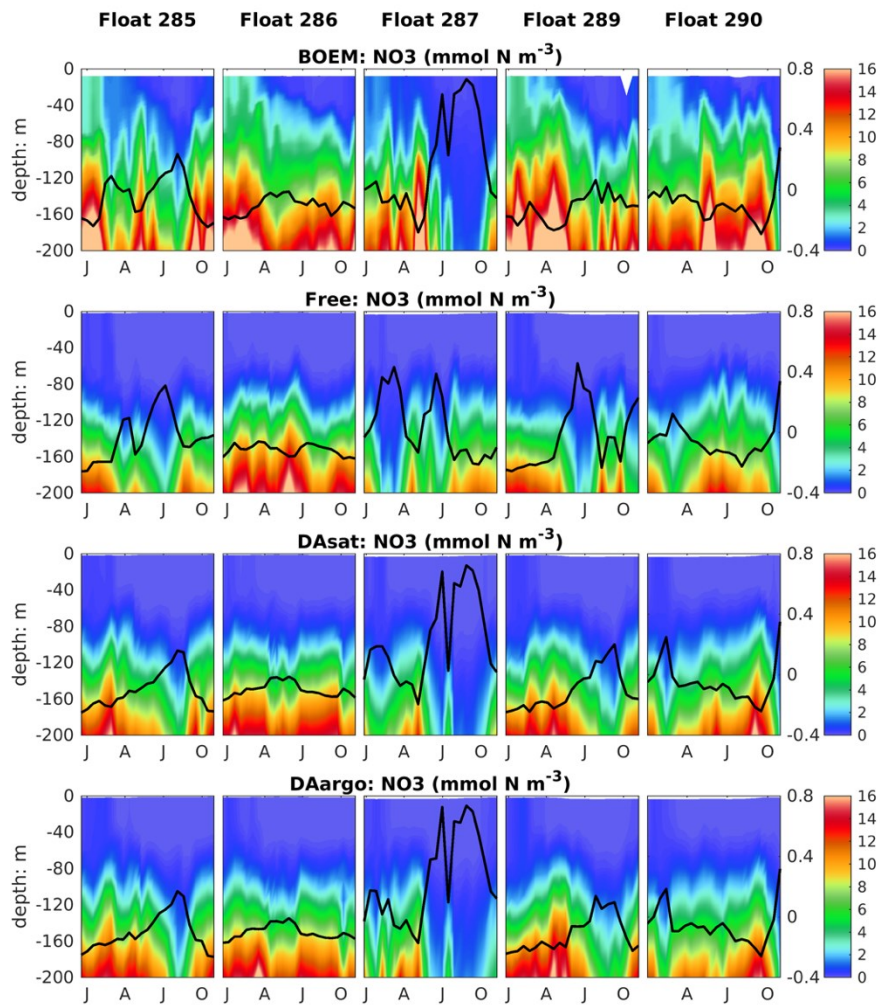 Float 285 Float 286 Float 287 Float 289 Float 290
BOEM: NO3 (mmol N m-3)
depth: m
0 -40 -80 -120 -160 -200
J A J O J A J O J A J O J A J O A J O
0.8 0.4 0 -0.4
16 14 12 10 8 6 4 2 0
Free: NO3 (mmol N m-3)
depth: m
0 -40 -80 -120 -160 -200
J A J O J A J O J A J O J A J O A J O
0.8 0.4 0 -0.4
16 14 12 10 8 6 4 2 0
DAsat: NO3 (mmol N m-3)
depth: m
0 -40 -80 -120 -160 -200
J A J O J A J O J A J O J A J O A J O
0.8 0.4 0 -0.4
16 14 12 10 8 6 4 2 0
DAargo: NO3 (mmol N m-3)
depth: m
0 -40 -80 -120 -160 -200
J A J O J A J O J A J O J A J O A J O
0.8 0.4 0 -0.4
16 14 12 10 8 6 4 2 0